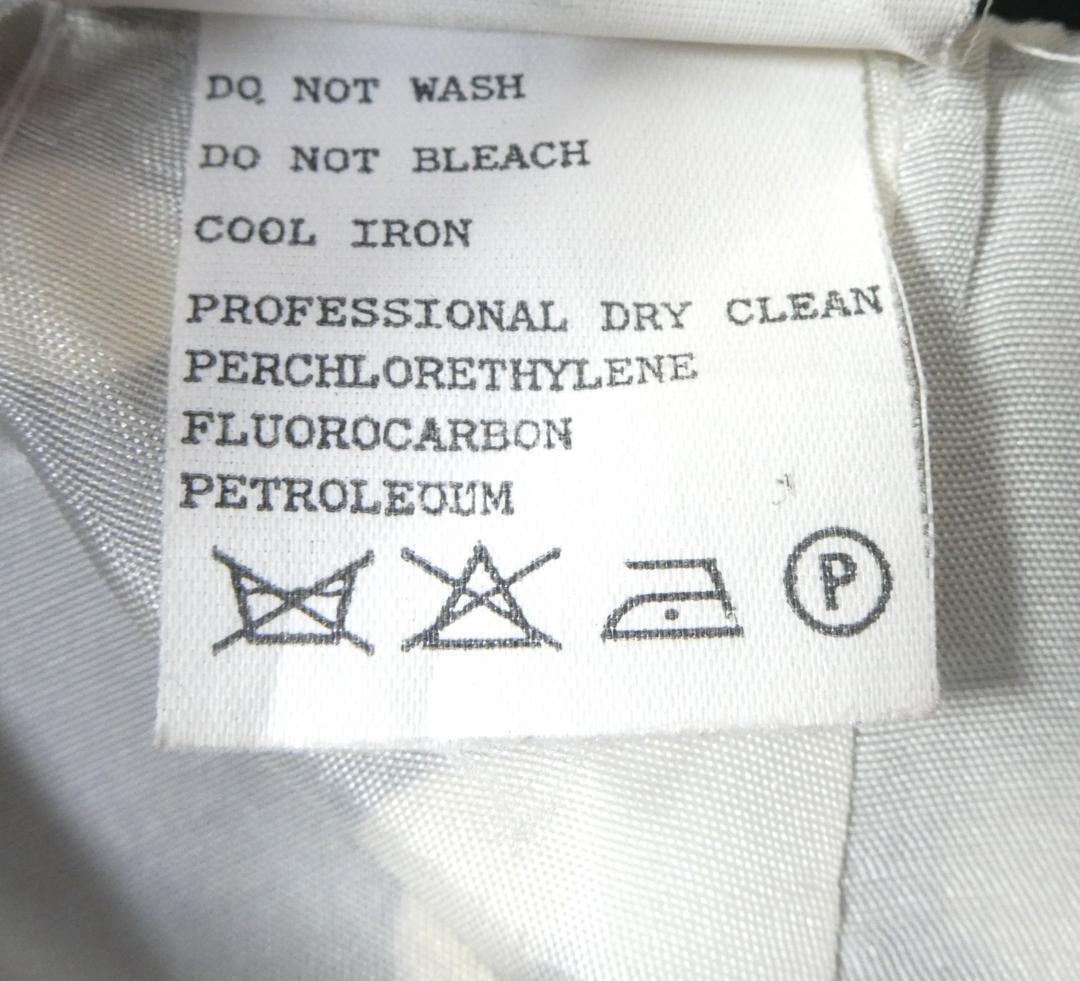 DO NOT WASH
DO NOT BLEACH
COOL IRON
PROFESSIONAL DRY CLEAN
PERCHLORETHYLENE
FLUOROCARBON
PETROLEOUM
P